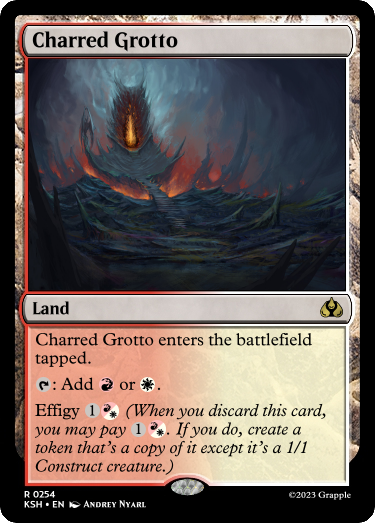 Charred Grotto
Land
Charred Grotto enters the battlefield
tapped.
: Add or .
Effigy 1 (When you discard this card,
you may pay 1 . If you do, create a
token that's a copy of it except it's a 1/1
Construct creature.)
R 0254
KSH • EN Andrey Nyarl
©2023 Grapple